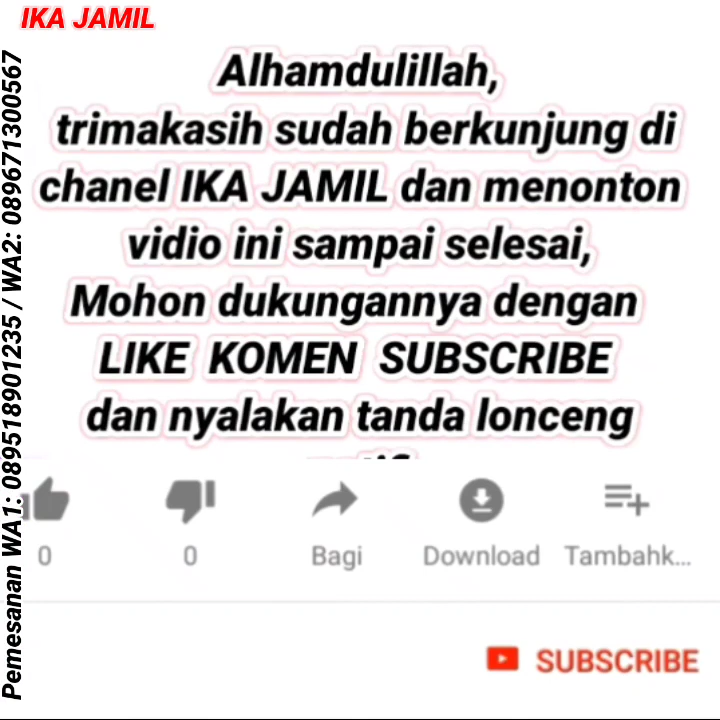 IKA JAMIL
Pemesanan WA1: 089518901235 / WA2: 089671300567
Alhamdulillah,
trimakasih sudah berkunjung di
chanel IKA JAMIL dan menonton
vidio ini sampai selesai,
Mohon dukungannya dengan
LIKE KOMEN SUBSCRIBE
dan nyalakan tanda lonceng
0 0 Bagi Download Tambahk...
SUBSCRIBE